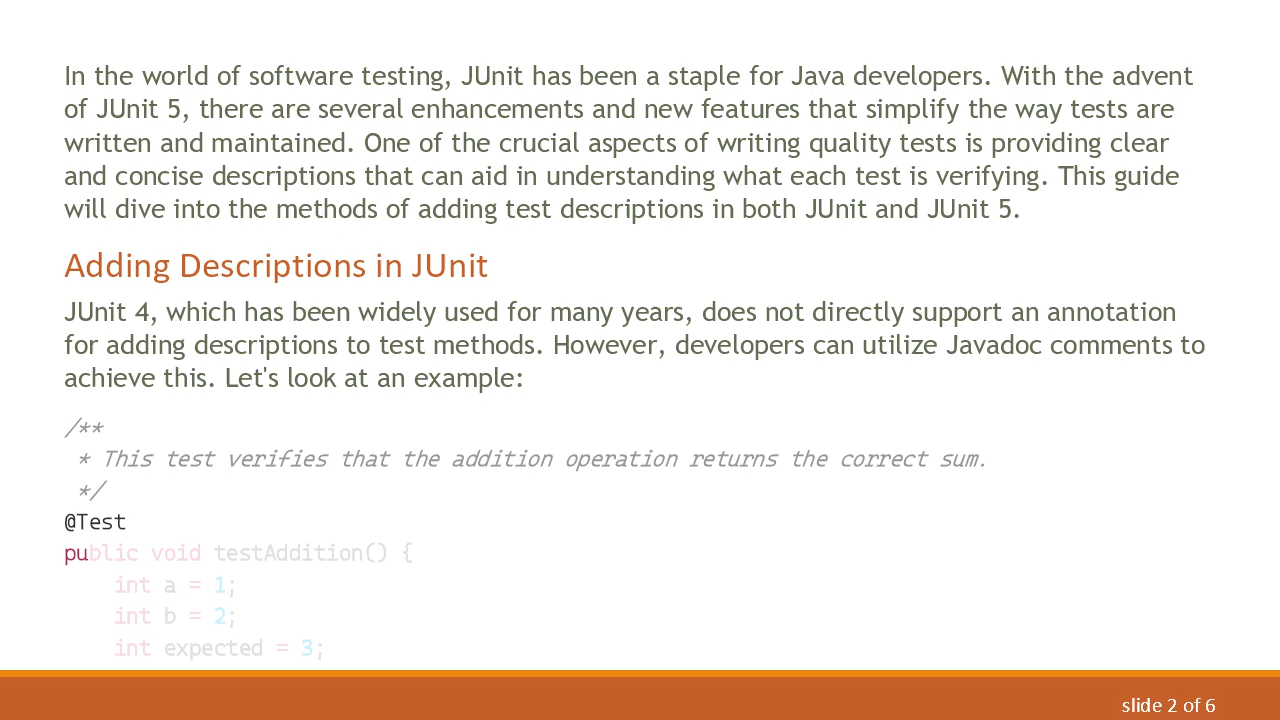 In the world of software testing, JUnit has been a staple for Java developers. With the advent
of JUnit 5, there are several enhancements and new features that simplify the way tests are
written and maintained. One of the crucial aspects of writing quality tests is providing clear
and concise descriptions that can aid in understanding what each test is verifying. This guide
will dive into the methods of adding test descriptions in both JUnit and JUnit 5.
Adding Descriptions in JUnit
JUnit 4, which has been widely used for many years, does not directly support an annotation
for adding descriptions to test methods. However, developers can utilize Javadoc comments to
achieve this. Let's look at an example:
/**
 * This test verifies that the addition operation returns the correct sum.
 */
@Test
public void testAddition() {
    int a = 1;
    int b = 2;
    int expected = 3;
slide 2 of 6